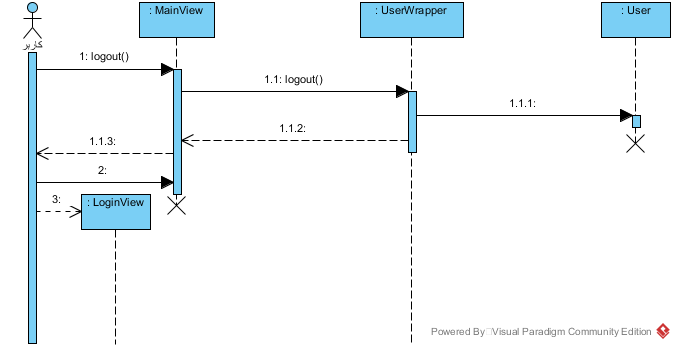 : MainView
: UserWrapper
: User
کاربر
1: logout()
1.1: logout()
1.1.1:
1.1.2:
1.1.3:
2:
3:
: LoginView
Powered By Visual Paradigm Community Edition